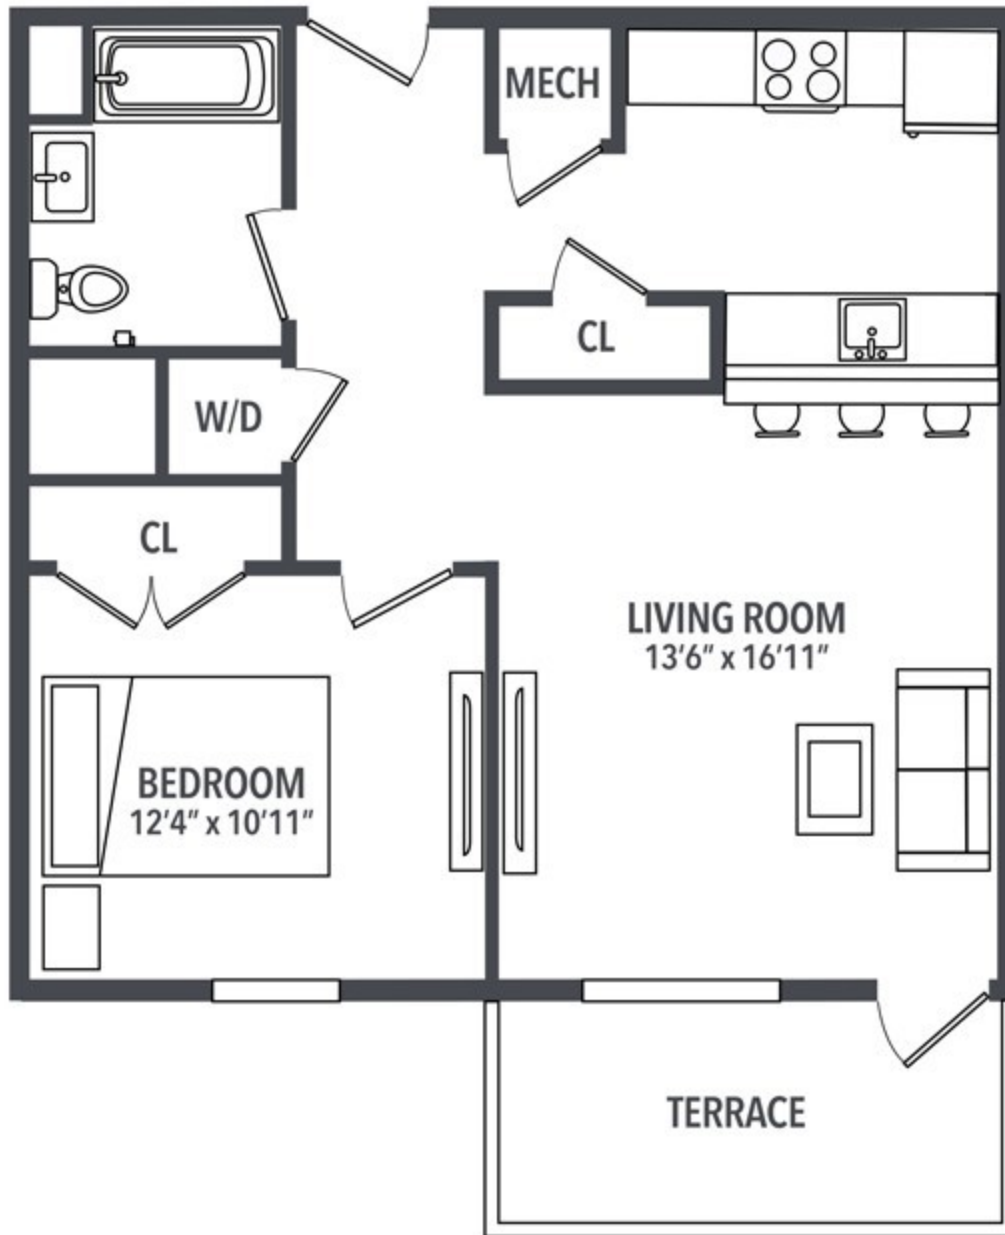 MECH
CL
W/D
CL
LIVING ROOM
13’6” x 16’11”
BEDROOM
12’4” x 10’11”
TERRACE